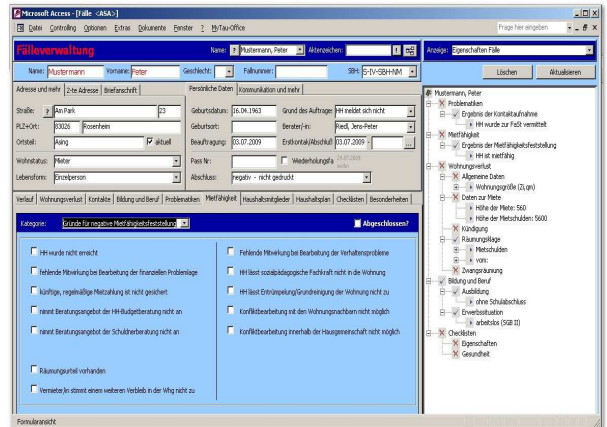 Microsoft Access - [Fälle <ASA>]
Datei Controlling Optionen Extras Dokumente Fenster ? MyTau-Office
Frage hier eingeben
Fälleverwaltung
Name: ? Mustermann, Peter Aktenzeichen: !
Anzeige: Eigenschaften Fälle
Name: Mustermann Vorname: Peter Geschlecht: Fallnummer: SBH: S-IV-SBH-NM
Löschen Aktualisieren
Adresse und mehr 2-te Adresse Briefanschrift
Persönliche Daten Kommunikation und mehr
Straße: ? Am Park 23
PLZ+Ort: 83026 Rosenheim
Ortsteil: Aising aktuell
Wohnstatus: Mieter
Lebensform: Einzelperson
Geburtsdatum: 16.04.1963 Grund des Auftrages HH meldet sich nicht
Geburtsort: Berater/-in: Riedl, Jens-Peter
Beauftragung: 03.07.2009 Erstkontak/Abschluß 03.07.2009 - ...
Pass Nr: Wiederholungsfa
Abschluss: negativ - nicht gedruckt
Verlauf Wohnungsverlust Kontakte Bildung und Beruf Problematiken Mietfähigkeit Haushaltsmitglieder Haushaltsplan Checklisten Besonderheiten
Kategorie: Gründe für negative Mietfähigkeitsfeststellung
Abgeschlossen?
HH wurde nicht erreicht
fehlende Mitwirkung bei Bearbeitung der finanziellen Problemlage
künftige, regelmäßige Mietzahlung ist nicht gesichert
nimmt Beratungsangebot der HH-Budgetberatung nicht an
nimmt Beratungsangebot der Schuldnerberatung nicht an
Räumungsurteil vorhanden
Vermieter/in stimmt einem weiteren Verbleib in der Whg nicht zu
Fehlende Mitwirkung bei Bearbeitung der Verhaltensprobleme
HH lässt sozialpädagogische Fachkraft nicht in die Wohnung
HH lässt Entrümpelung/Grundreinigung der Wohnung nicht zu
Konfliktbearbeitung mit den Wohnungsnachbarn nicht möglich
Konfliktbearbeitung innerhalb der Hausgemeinschaft nicht möglich
Mustermann, Peter
Problematiken
Ergebnis der Kontaktaufnahme
HH wurde zur FaSt vermittelt
Mietfähigkeit
Ergebnis der Mietfähigkeitsfeststellung
HH ist mietfähig
Wohnungsverlust
Allgemeine Daten
Wohnungsgröße (Zi,qm)
Daten zur Miete
Höhe der Miete: 560
Höhe der Mietschulden: 5600
Kündigung
Räumungsklage
Mietschulden
vom:
Zwangsräumung
Bildung und Beruf
Ausbildung
ohne Schulabschluss
Erwerbssituation
arbeitslos (SGB II)
Checklisten
Eigenschaften
Gesundheit
Formularansicht